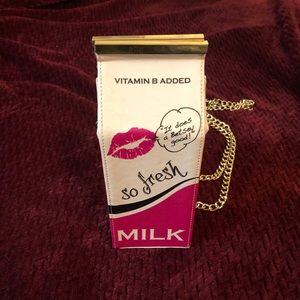 VITAMIN B ADDED
"It does
a Betsey
good!"
so fresh
MILK